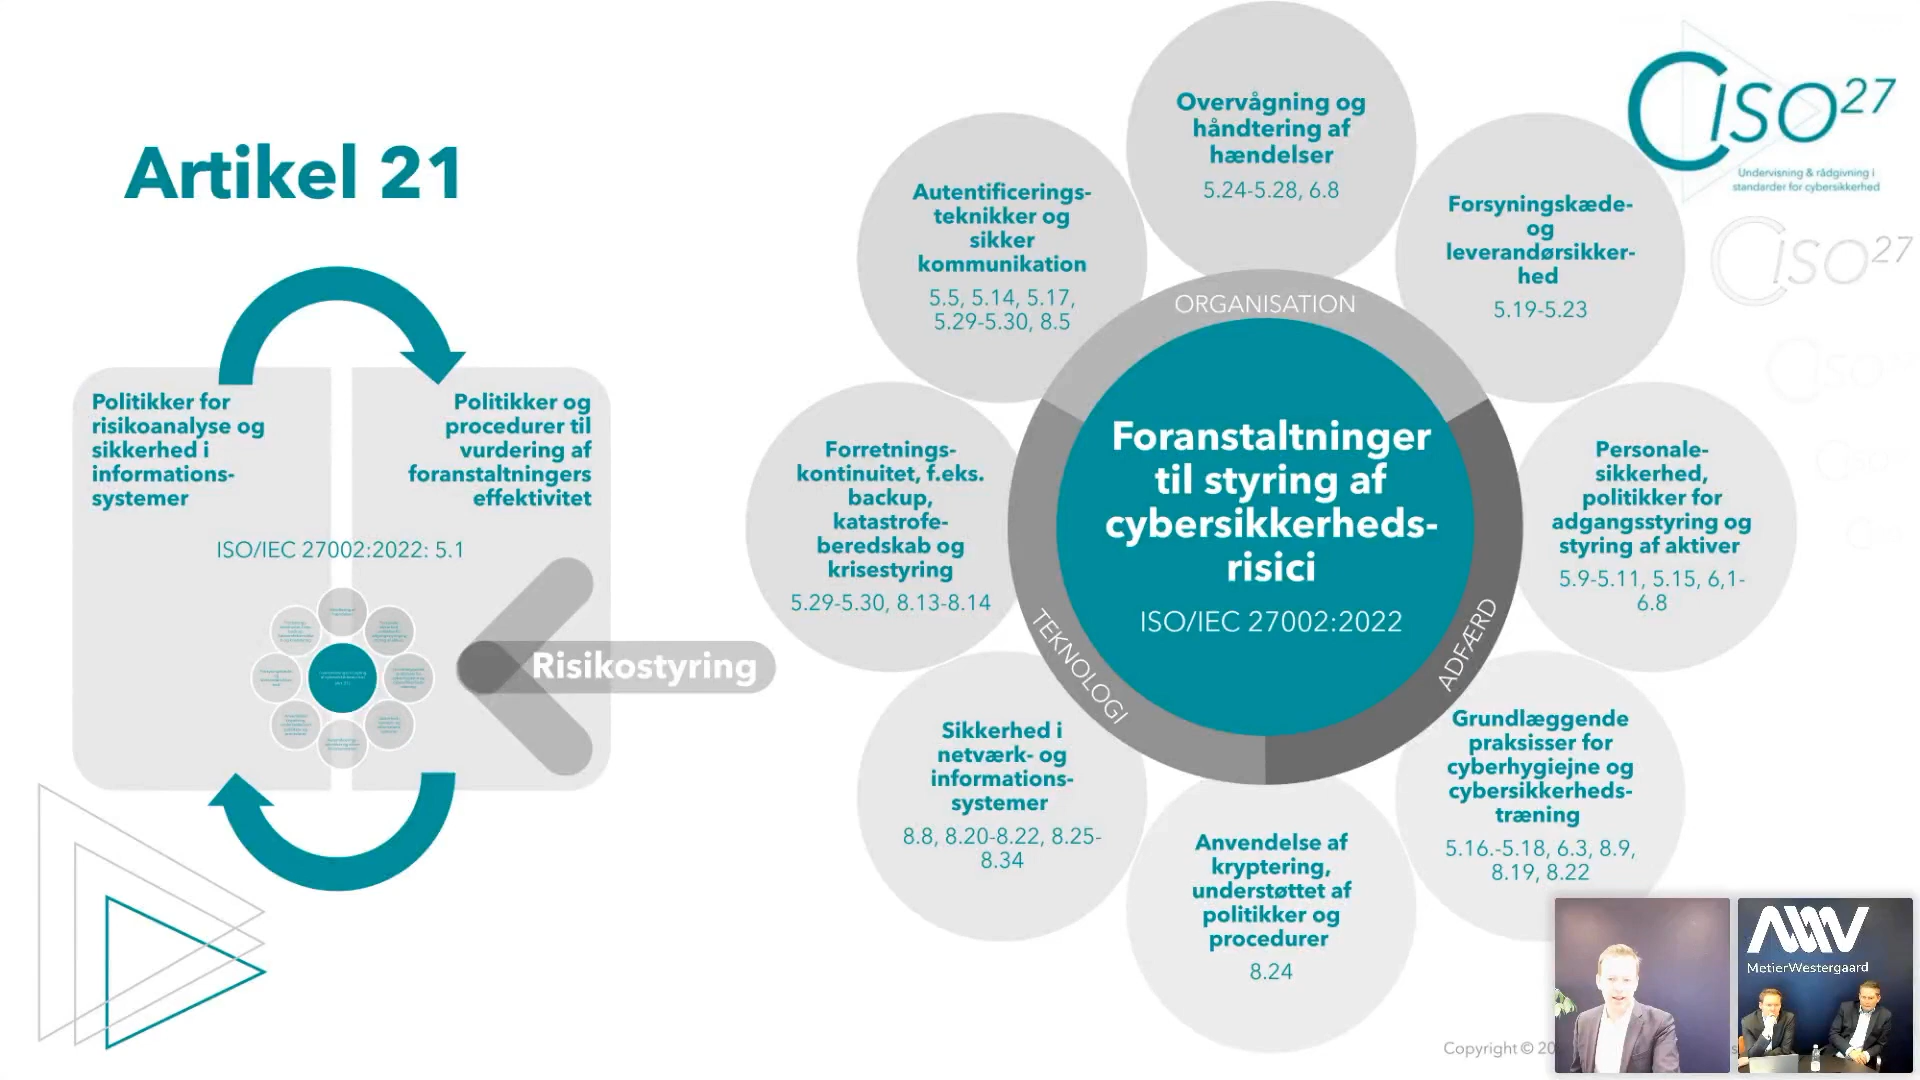 Artikel 21
Politikker for
risikoanalyse og
sikkerhed i
informations-
systemer
Politikker og
procedurer til
vurdering af
foranstaltningers
effektivitet
ISO/IEC 27002:2022: 5.1
Risikostyring
Overvågning og
håndtering af
hændelser
5.24-5.28, 6.8
Autentificerings-
teknikker og
sikker
kommunikation
5.5, 5.14, 5.17,
5.29-5.30, 8.5
Forsyningskæde-
og
leverandørsikker-
hed
5.19-5.23
Forretnings-
kontinuitet, f.eks.
backup,
katastrofe-
beredskab og
krisestyring
5.29-5.30, 8.13-8.14
ORGANISATION
TEKNOLOGI
ADFÆRD
Foranstaltninger
til styring af
cybersikkerheds-
risici
ISO/IEC 27002:2022
Personale-
sikkerhed,
politikker for
adgangsstyring og
styring af aktiver
5.9-5.11, 5.15, 6,1-
6.8
Sikkerhed i
netværk- og
informations-
systemer
8.8, 8.20-8.22, 8.25-
8.34
Anvendelse af
kryptering,
understøttet af
politikker og
procedurer
8.24
Grundlæggende
praksisser for
cyberhygiejne og
cybersikkerheds-
træning
5.16.-5.18, 6.3, 8.9,
8.19, 8.22
CISO27
Undervisning & rådgivning i
standarder for cybersikkerhed
CISO27
MetierWestergaard
Copyright © 20